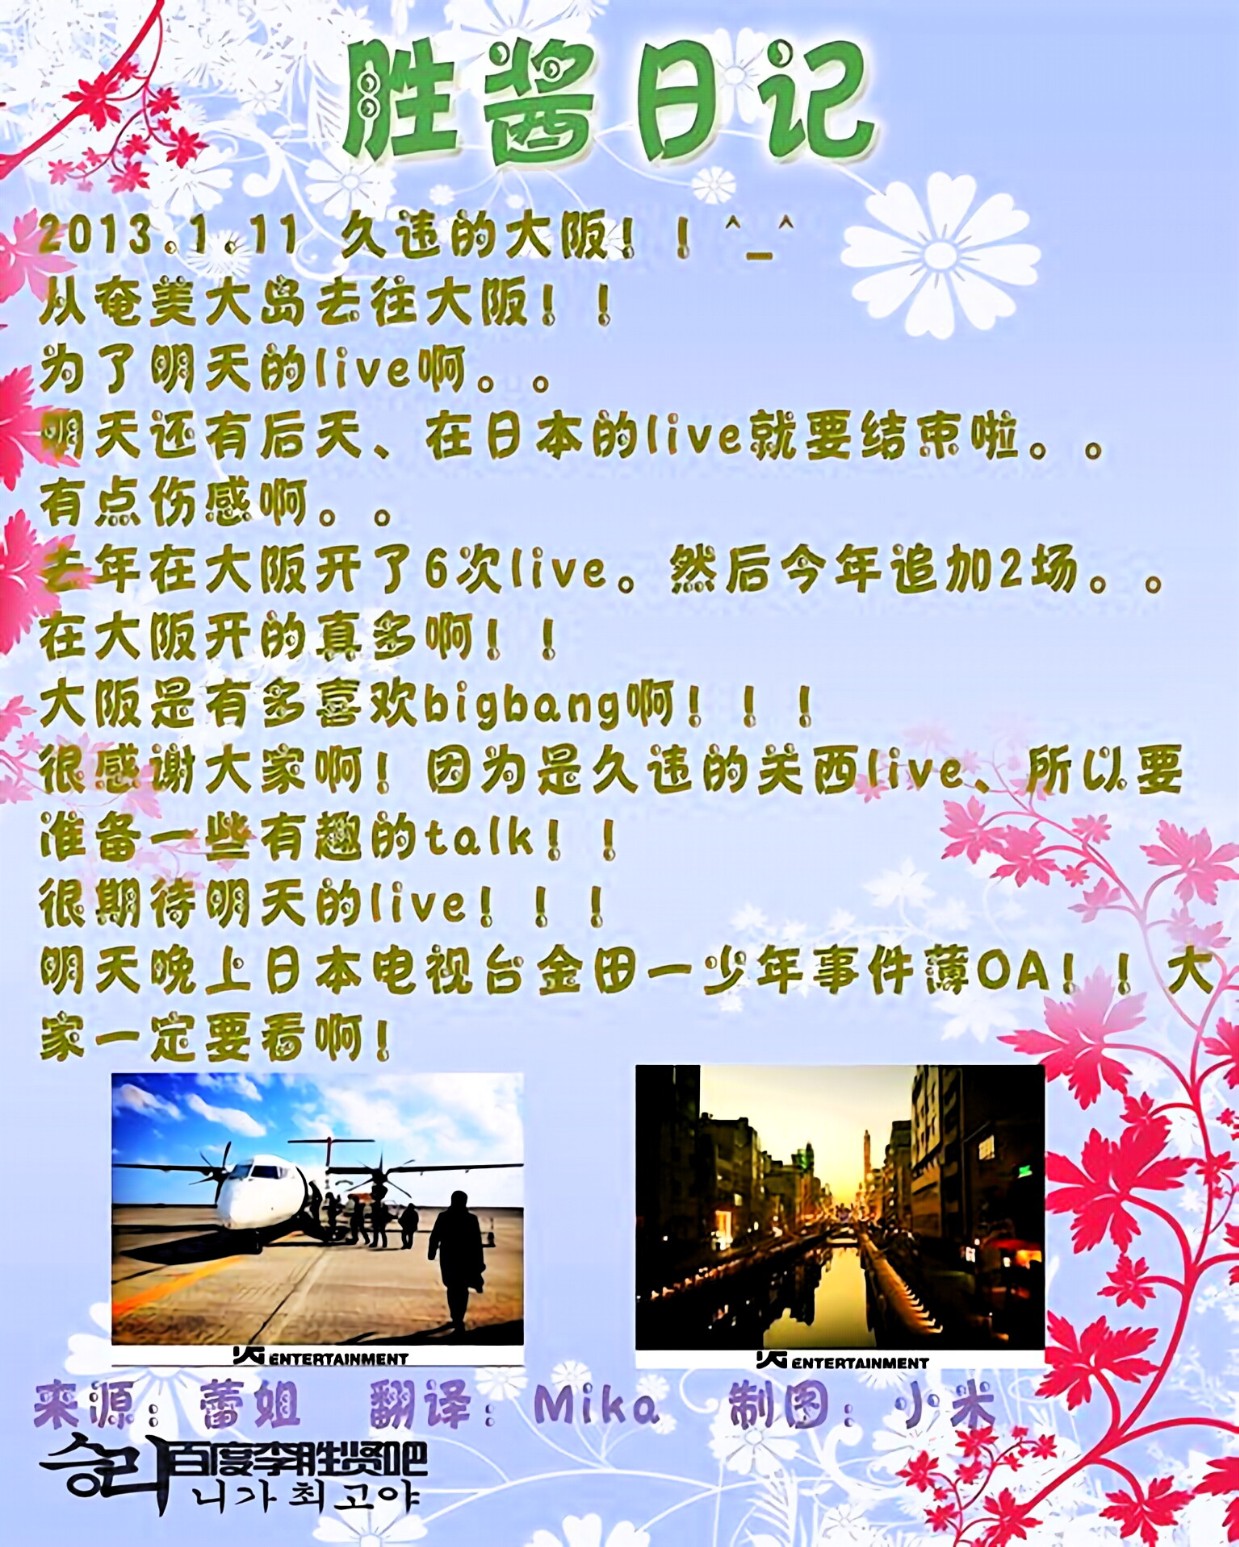 胜酱日记
2013.1.11 久违的大阪！！^_^
从奄美大岛去往大阪！！
为了明天的live啊。。
明天还有后天、在日本的live就要结束啦。。
有点伤感啊。。
去年在大阪开了6次live。然后今年追加2场。。
在大阪开的真多啊！！
大阪是有多喜欢bigbang啊！！！
很感谢大家啊！因为是久违的关西live、所以要
准备一些有趣的talk！！
很期待明天的live！！！
明天晚上日本电视台金田一少年事件薄OA！！大
家一定要看啊！
YG ENTERTAINMENT YG ENTERTAINMENT
来源：蕾姐 翻译：Mika 制图：小米
승리 百度李胜贤吧
니가 최고야